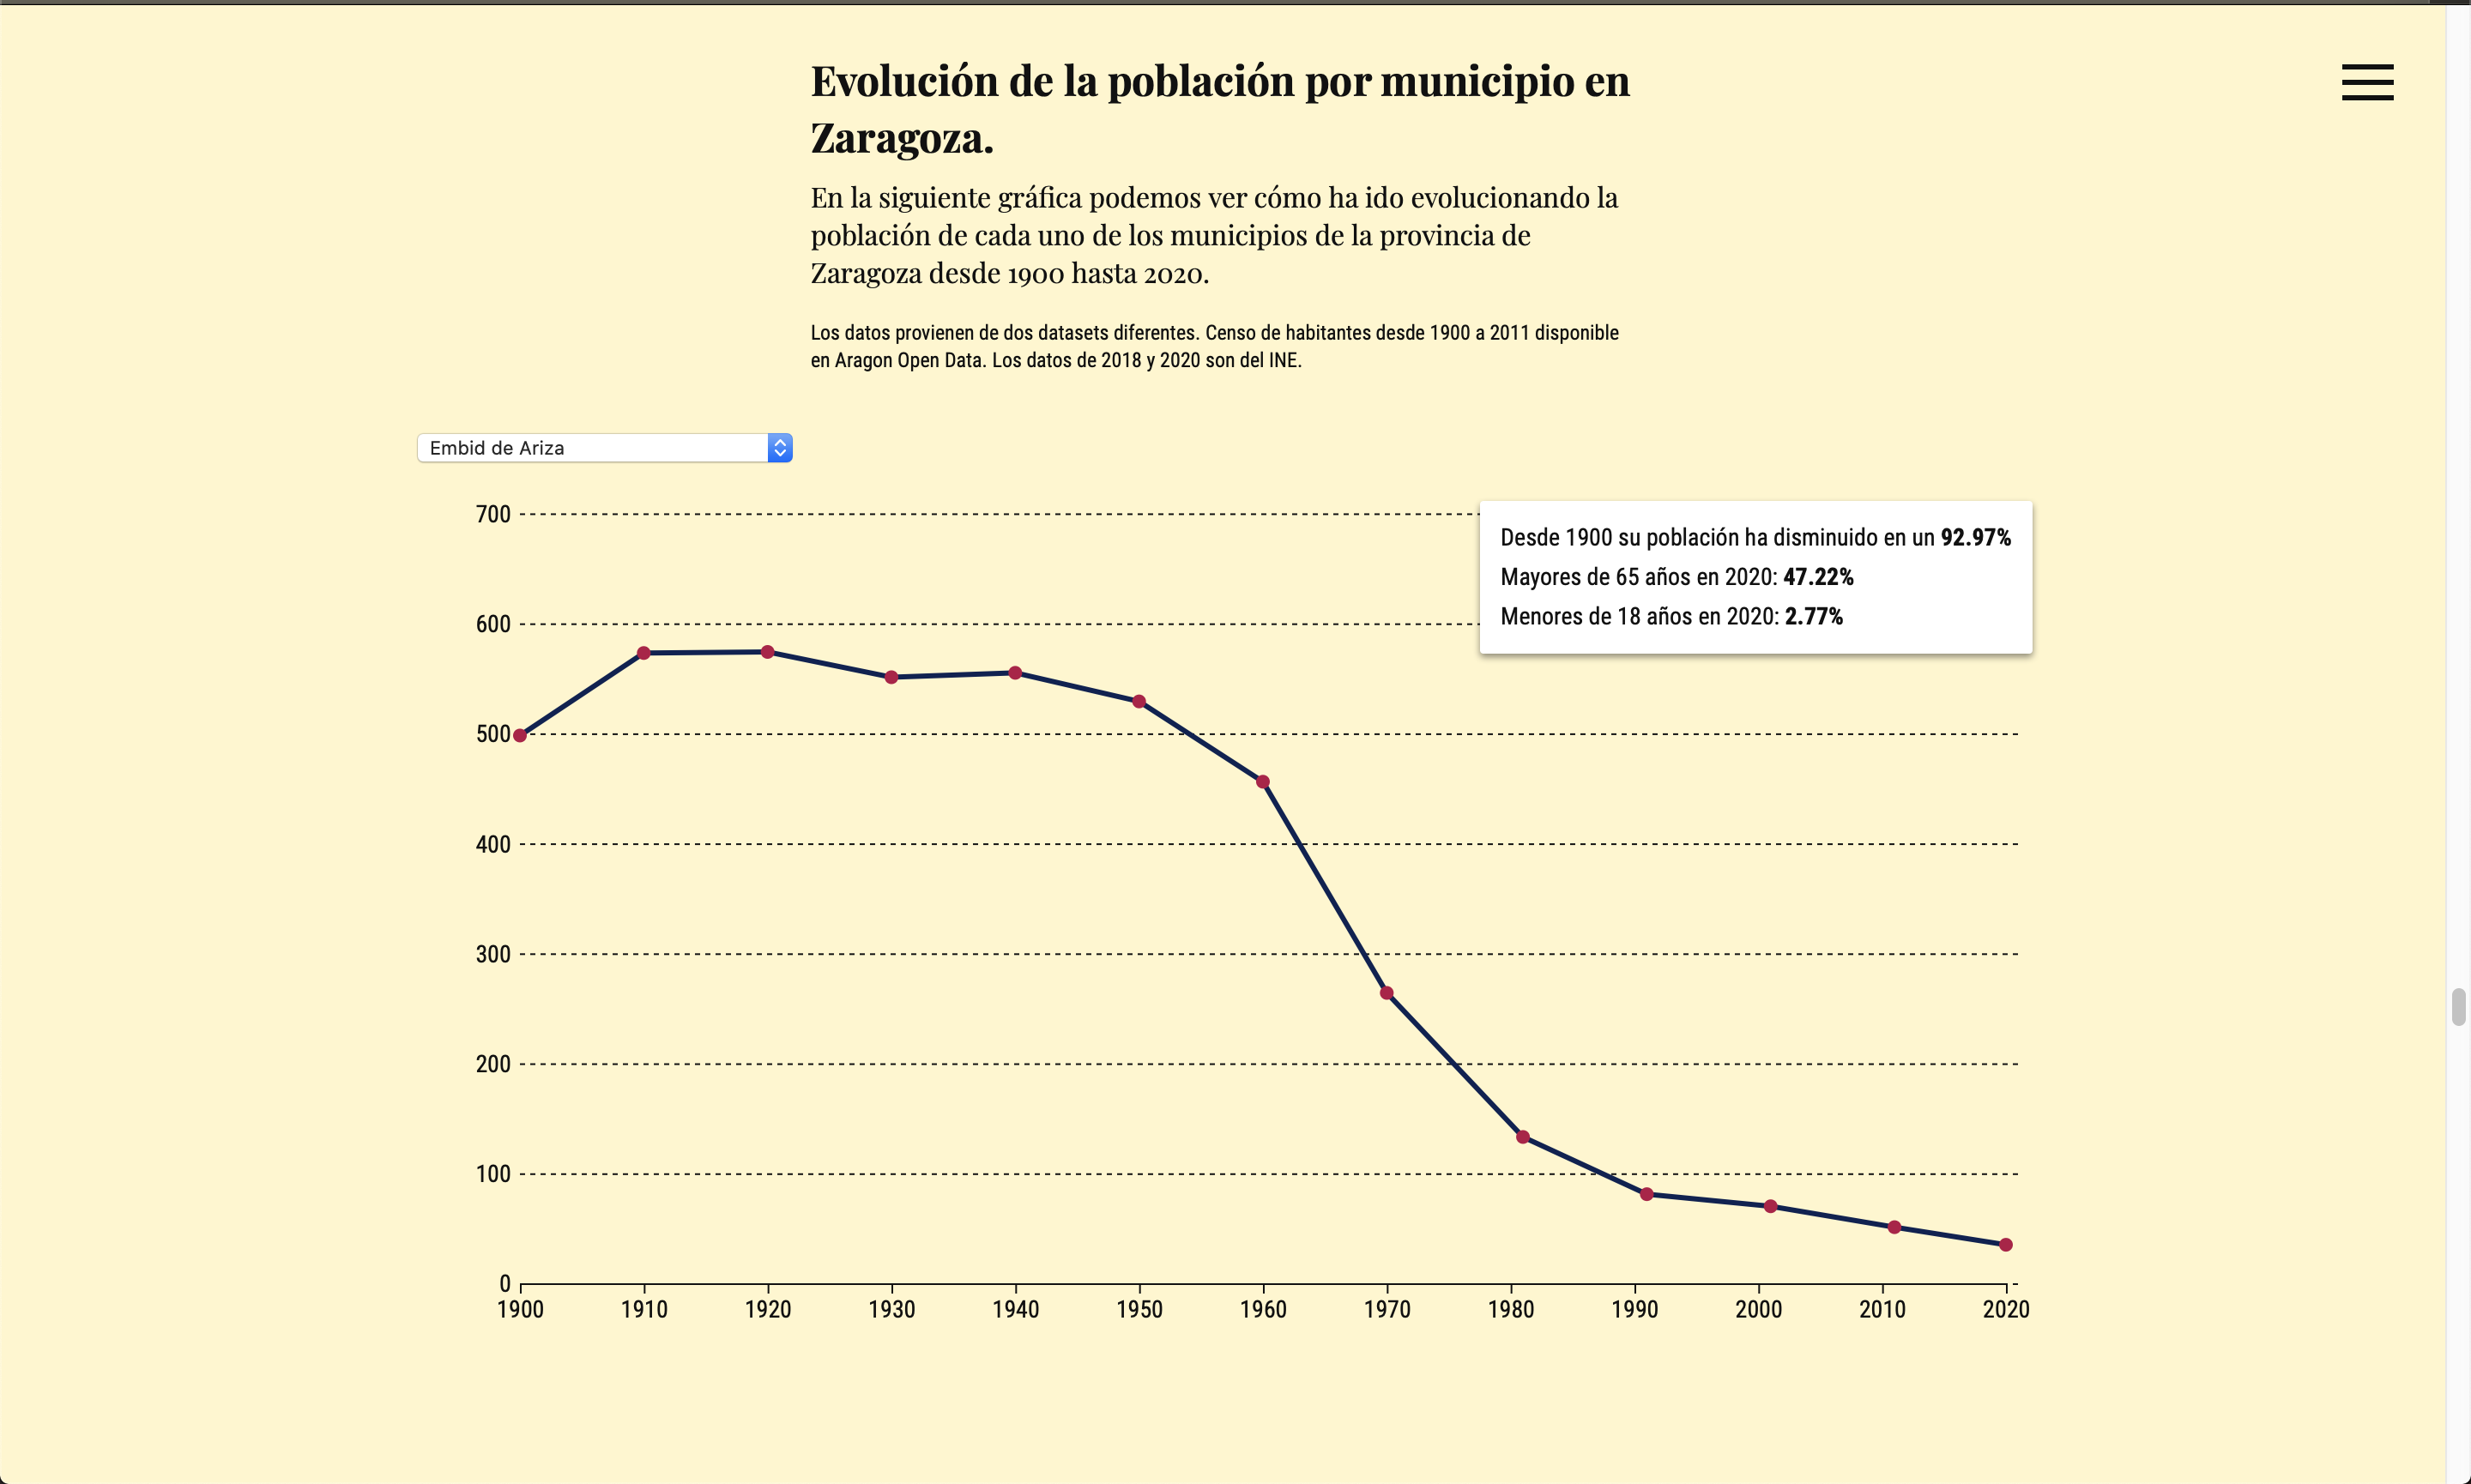 Evolución de la población por municipio en
Zaragoza.
En la siguiente gráfica podemos ver cómo ha ido evolucionando la
población de cada uno de los municipios de la provincia de
Zaragoza desde 1900 hasta 2020.
Los datos provienen de dos datasets diferentes. Censo de habitantes desde 1900 a 2011 disponible
en Aragon Open Data. Los datos de 2018 y 2020 son del INE.
Embid de Ariza
Desde 1900 su población ha disminuido en un 92.97%
Mayores de 65 años en 2020: 47.22%
Menores de 18 años en 2020: 2.77%
700
600
500
400
300
200
100
0
1900 1910 1920 1930 1940 1950 1960 1970 1980 1990 2000 2010 2020